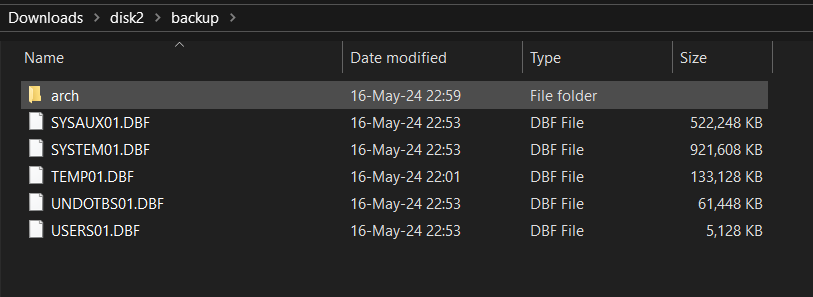 Downloads > disk2 > backup >
Name Date modified Type Size
arch 16-May-24 22:59 File folder
SYSAUX01.DBF 16-May-24 22:53 DBF File 522,248 KB
SYSTEM01.DBF 16-May-24 22:53 DBF File 921,608 KB
TEMP01.DBF 16-May-24 22:01 DBF File 133,128 KB
UNDOTBS01.DBF 16-May-24 22:53 DBF File 61,448 KB
USERS01.DBF 16-May-24 22:53 DBF File 5,128 KB